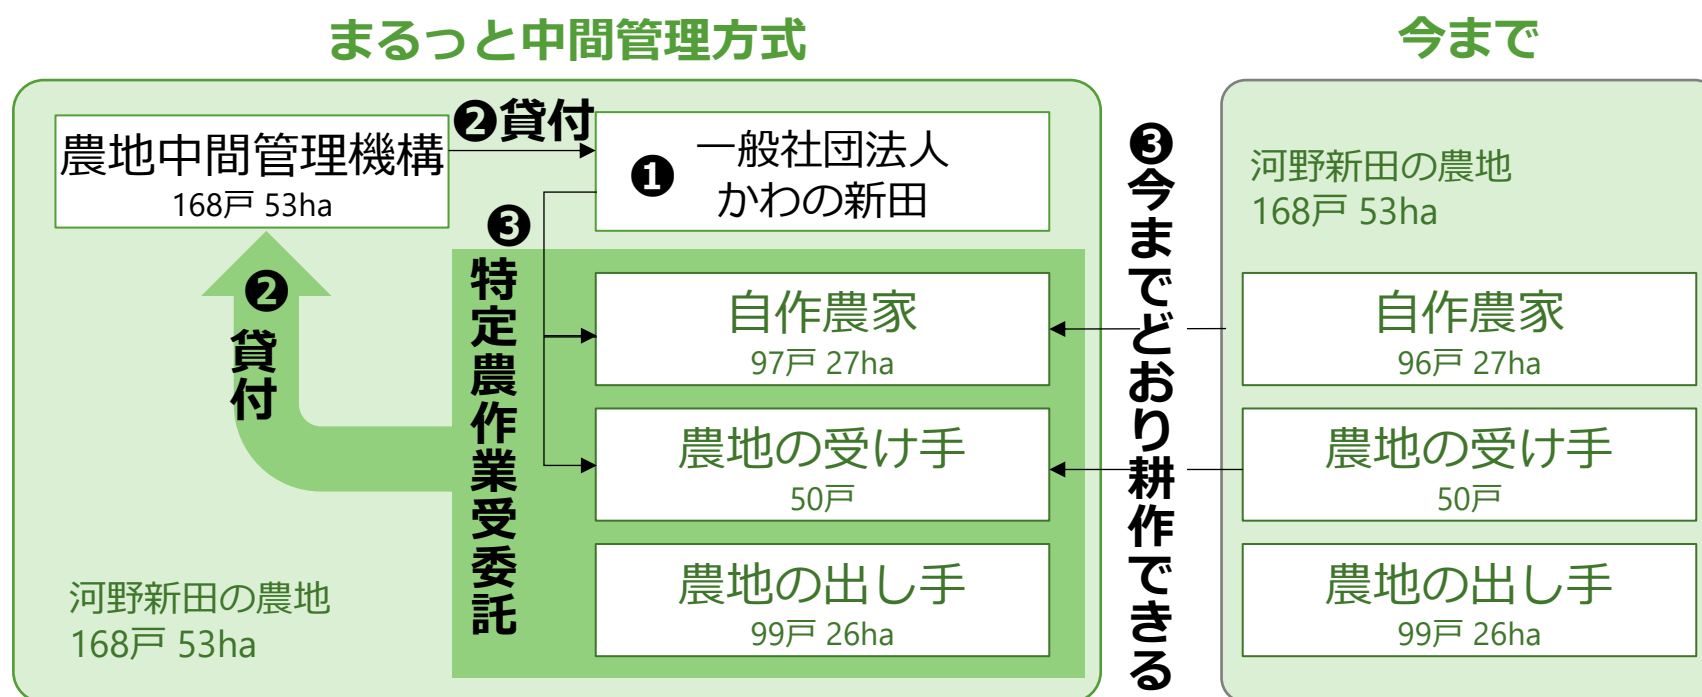 まるっと中間管理方式
今まで
農地中間管理機構
168戸 53ha
❷貸付
❶
一般社団法人
かわの新田
❷
貸付
❸
特定農作業受委託
自作農家
97戸 27ha
農地の受け手
50戸
農地の出し手
99戸 26ha
河野新田の農地
168戸 53ha
❸今までどおり耕作できる
河野新田の農地
168戸 53ha
自作農家
96戸 27ha
農地の受け手
50戸
農地の出し手
99戸 26ha